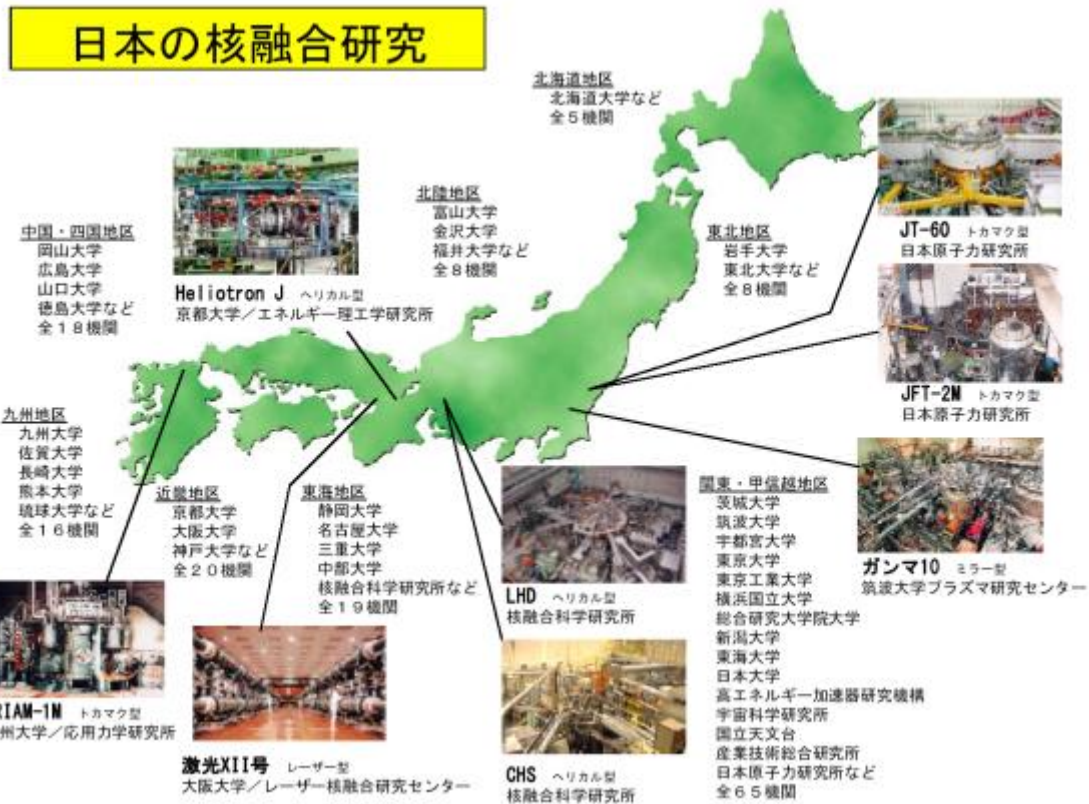 日本の核融合研究
北海道地区
北海道大学など
全５機関
北陸地区
富山大学
金沢大学
福井大学など
全８機関
東北地区
岩手大学
東北大学など
全８機関
JT-60 トカマク型
日本原子力研究所
中国・四国地区
岡山大学
広島大学
山口大学
徳島大学など
全１８機関
Heliotron J ヘリカル型
京都大学／エネルギー理工学研究所
JFT-2M トカマク型
日本原子力研究所
九州地区
九州大学
佐賀大学
長崎大学
熊本大学
琉球大学など
全１６機関
近畿地区
京都大学
大阪大学
神戸大学など
全２０機関
東海地区
静岡大学
名古屋大学
三重大学
中部大学
核融合科学研究所など
全１９機関
LHD ヘリカル型
核融合科学研究所
関東・甲信越地区
茨城大学
筑波大学
宇都宮大学
東京大学
東京工業大学
横浜国立大学
総合研究大学院大学
新潟大学
東海大学
日本大学
高エネルギー加速器研究機構
宇宙科学研究所
国立天文台
産業技術総合研究所
日本原子力研究所など
全６５機関
ガンマ10 ミラー型
筑波大学プラズマ研究センター
RIAM-1M トカマク型
州大学／応用力学研究所
激光XII号 レーザー型
大阪大学／レーザー核融合研究センター
CHS ヘリカル型
核融合科学研究所